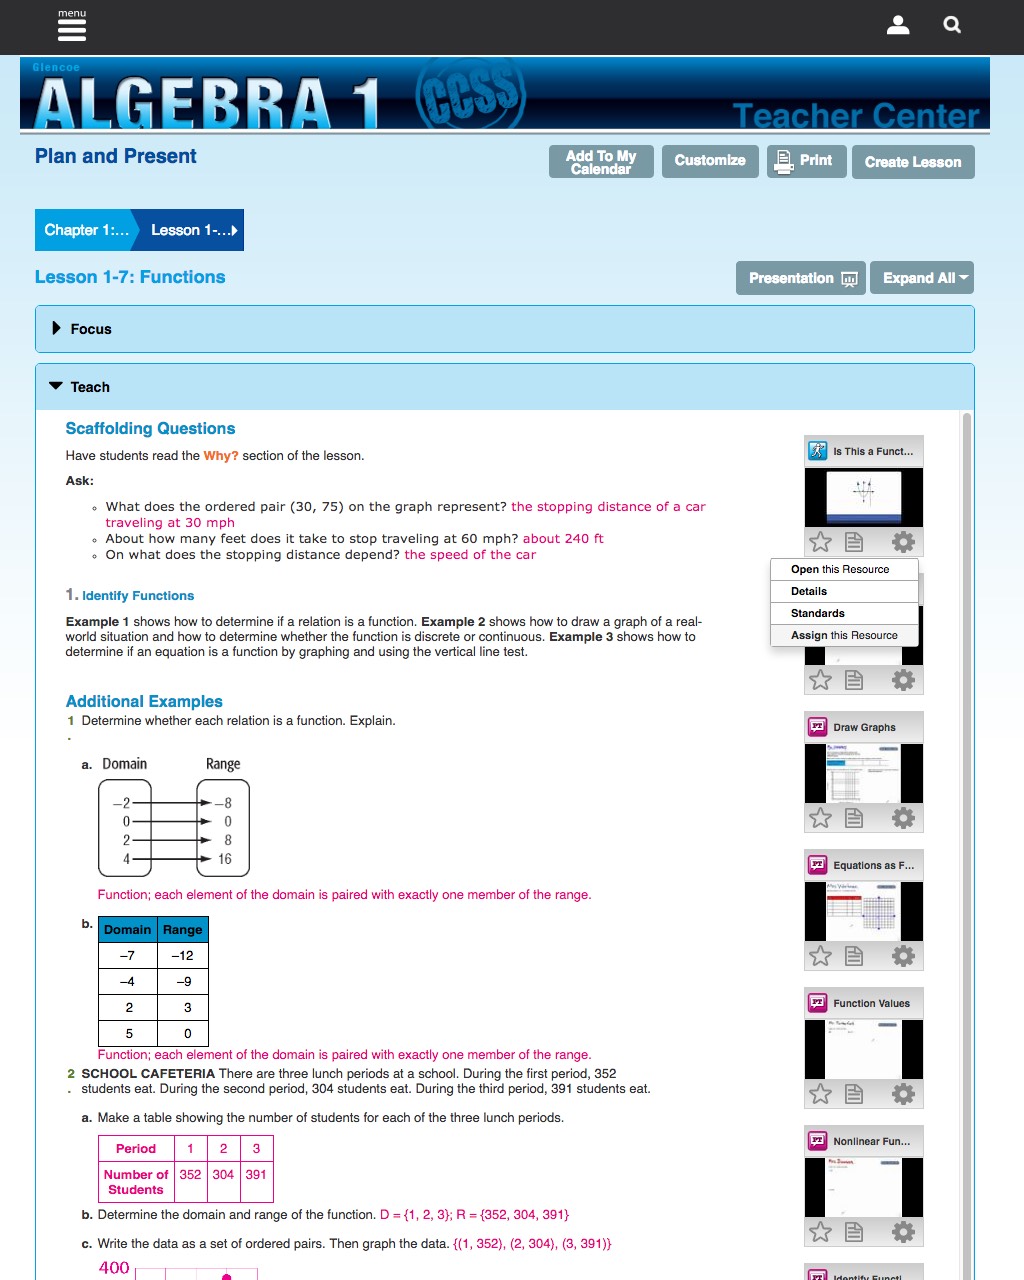 menu
Glencoe
ALGEBRA 1
CCSS
Teacher Center
Plan and Present
Add To My
Calendar
Customize
Print
Create Lesson
Chapter 1:...
Lesson 1-...
Lesson 1-7: Functions
Presentation
Expand All
Focus
Teach
Scaffolding Questions
Have students read the Why? section of the lesson.
Ask:
What does the ordered pair (30, 75) on the graph represent? the stopping distance of a car
traveling at 30 mph
About how many feet does it take to stop traveling at 60 mph? about 240 ft
On what does the stopping distance depend? the speed of the car
1. Identify Functions
Example 1 shows how to determine if a relation is a function. Example 2 shows how to draw a graph of a real-
world situation and how to determine whether the function is discrete or continuous. Example 3 shows how to
determine if an equation is a function by graphing and using the vertical line test.
Additional Examples
1 Determine whether each relation is a function. Explain.
.
a. Domain Range
−2 −8
0 0
2 8
4 16
Function; each element of the domain is paired with exactly one member of the range.
b.
Domain Range
−7 −12
−4 −9
2 3
5 0
Function; each element of the domain is paired with exactly one member of the range.
2 SCHOOL CAFETERIA There are three lunch periods at a school. During the first period, 352
. students eat. During the second period, 304 students eat. During the third period, 391 students eat.
a. Make a table showing the number of students for each of the three lunch periods.
Period 1 2 3
Number of 352 304 391
Students
b. Determine the domain and range of the function. D = {1, 2, 3}; R = {352, 304, 391}
c. Write the data as a set of ordered pairs. Then graph the data. {(1, 352), (2, 304), (3, 391)}
400
Is This a Funct...
Open this Resource
Details
Standards
Assign this Resource
PT Draw Graphs
PT Equations as F...
PT Function Values
PT Nonlinear Fun...
PT Identify Functi...